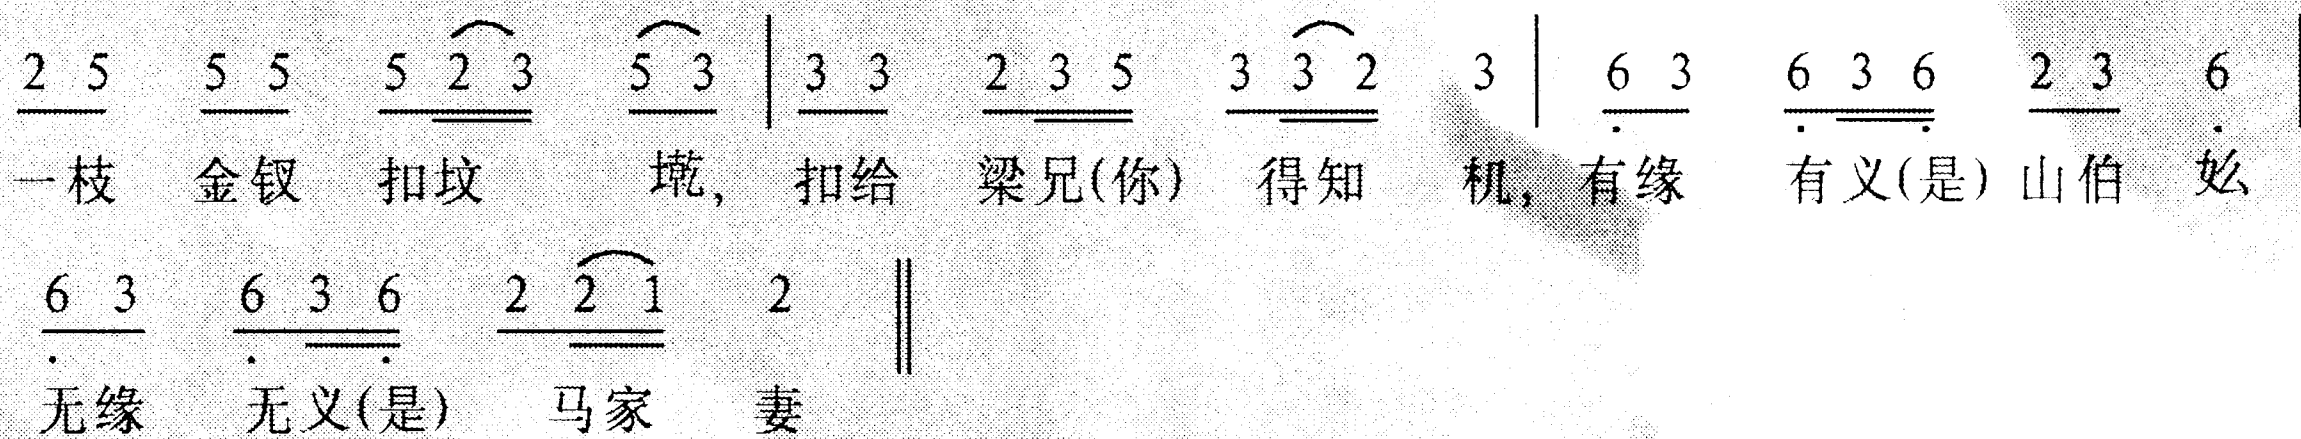 2 5 5 5 5 2 3 5 3 | 3 3 2 3 5 3 3 2 3 | 6 3 6 3 6 2 3 6 |
一枝 金钗 扣坟 墘, 扣给 梁兄(你) 得知 机, 有缘 有义(是) 山伯 妼
6 3 6 3 6 2 2 1 2 ‖
无缘 无义(是) 马家 妻